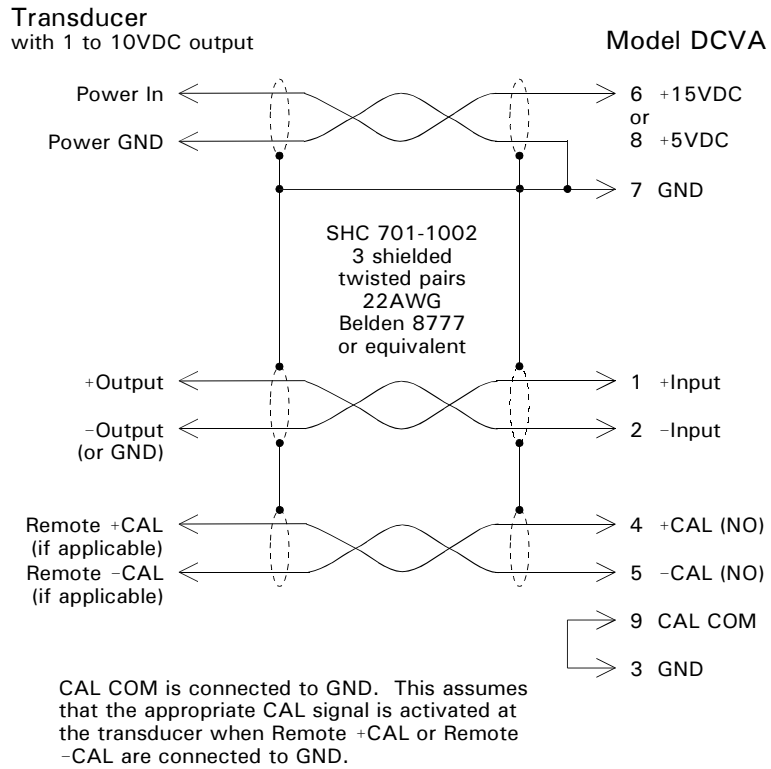 Transducer
with 1 to 10VDC output
Model DCVA
Power In
6 +15VDC
or
Power GND
8 +5VDC
7 GND
SHC 701-1002
3 shielded
twisted pairs
22AWG
Belden 8777
or equivalent
+Output
1 +Input
-Output
(or GND)
2 -Input
Remote +CAL
(if applicable)
4 +CAL (NO)
Remote -CAL
(if applicable)
5 -CAL (NO)
9 CAL COM
3 GND
CAL COM is connected to GND. This assumes
that the appropriate CAL signal is activated at
the transducer when Remote +CAL or Remote
-CAL are connected to GND.